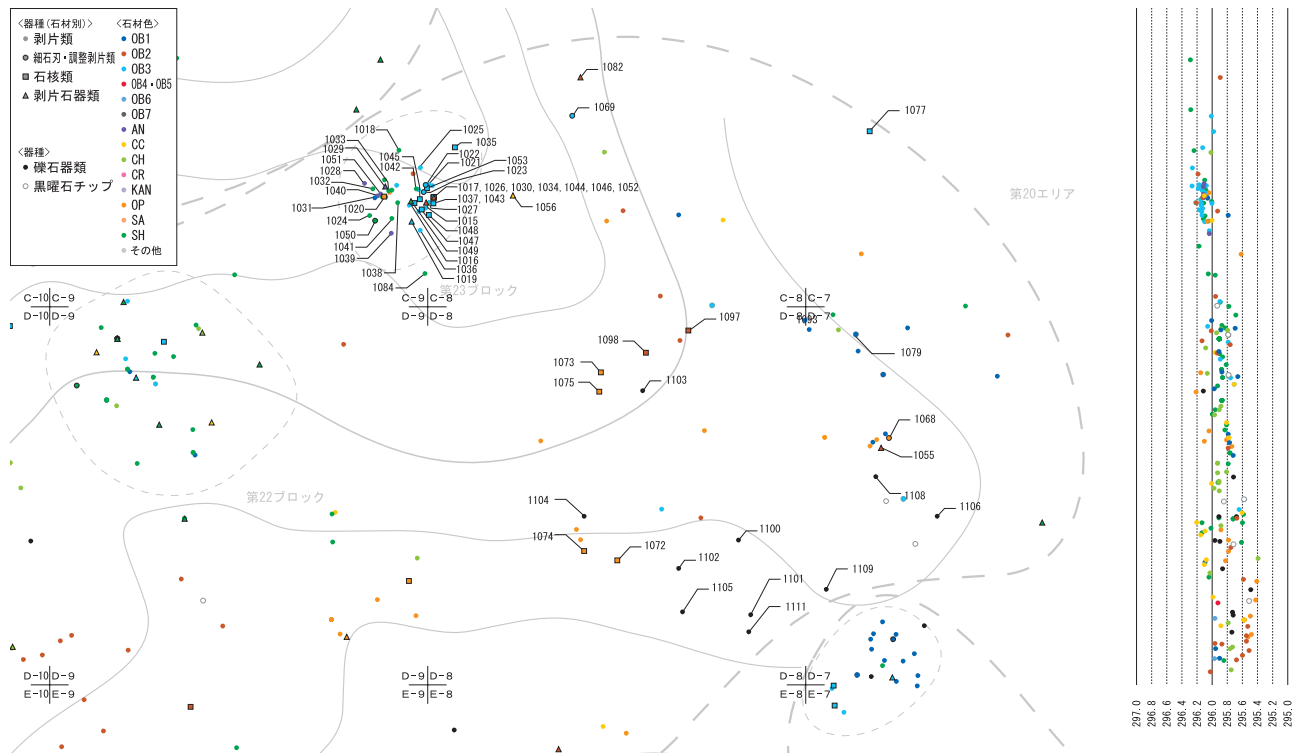 <器種(石材別)>
剥片類
細石刃・調整剥片類
石核類
剥片石器類
<器種>
礫石器類
黒曜石チップ
<石材色>
OB1
OB2
OB3
OB4・OB5
OB6
OB7
AN
CC
CH
CR
KAN
OP
SA
SH
その他
1082
1069
1077
第20エリア
1018
1033
1029
1051
1028
1032
1040
1031
1020
1024
1050
1041
1039
1038
1084
1045
1042
1025
1035
1022
1021
1053
1023
1017, 1026, 1030, 1034, 1044, 1046, 1052
1037, 1043
1056
1027
1015
1048
1047
1049
1016
1036
1019
第23ブロック
C-10 C-9
D-10 D-9
C-9 C-8
D-9 D-8
C-8 C-7
D-8 D-7
1093
1097
1098
1079
1073
1075
1103
1068
1055
第22ブロック
1104
1108
1106
1074
1072
1100
1102
1105
1101
1109
1111
D-10 D-9
E-10 E-9
D-9 D-8
E-9 E-8
D-8 D-7
E-8 E-7
297.0
296.8
296.6
296.4
296.2
296.0
295.8
295.6
295.4
295.2
295.0